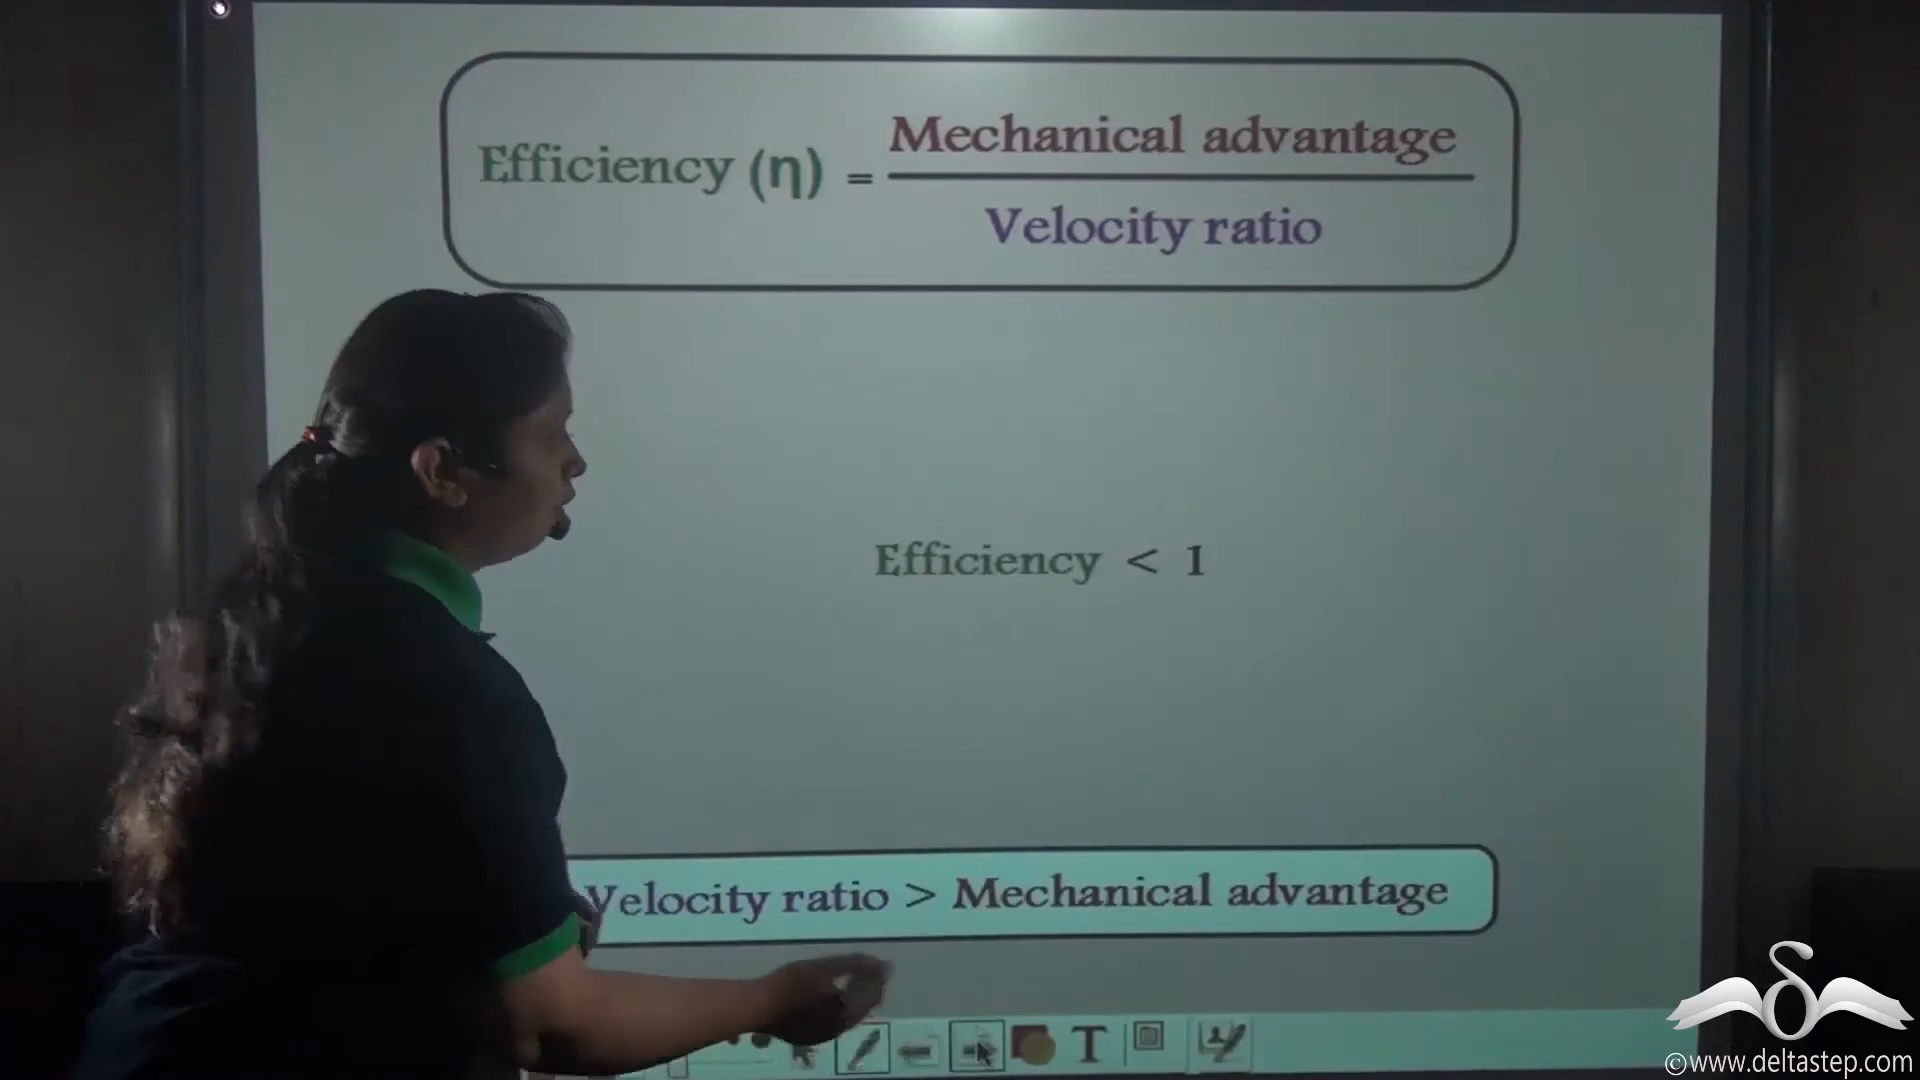 Efficiency (η) = Mechanical advantage
Velocity ratio
Efficiency < 1
Velocity ratio > Mechanical advantage
T
©www.deltastep.com